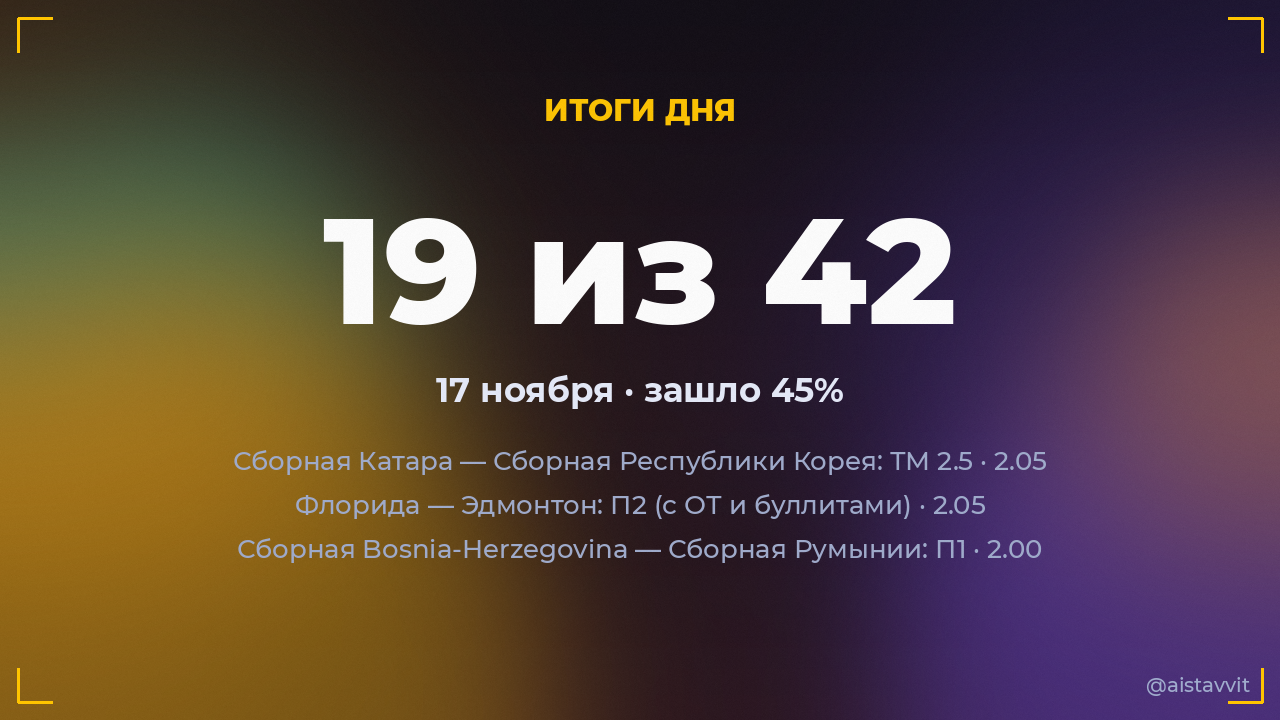 ИТОГИ ДНЯ
19 из 42
17 ноября · зашло 45%
Сборная Катара — Сборная Республики Корея: ТМ 2.5 · 2.05
Флорида — Эдмонтон: П2 (с ОТ и буллитами) · 2.05
Сборная Bosnia-Herzegovina — Сборная Румынии: П1 · 2.00
@aistavvit